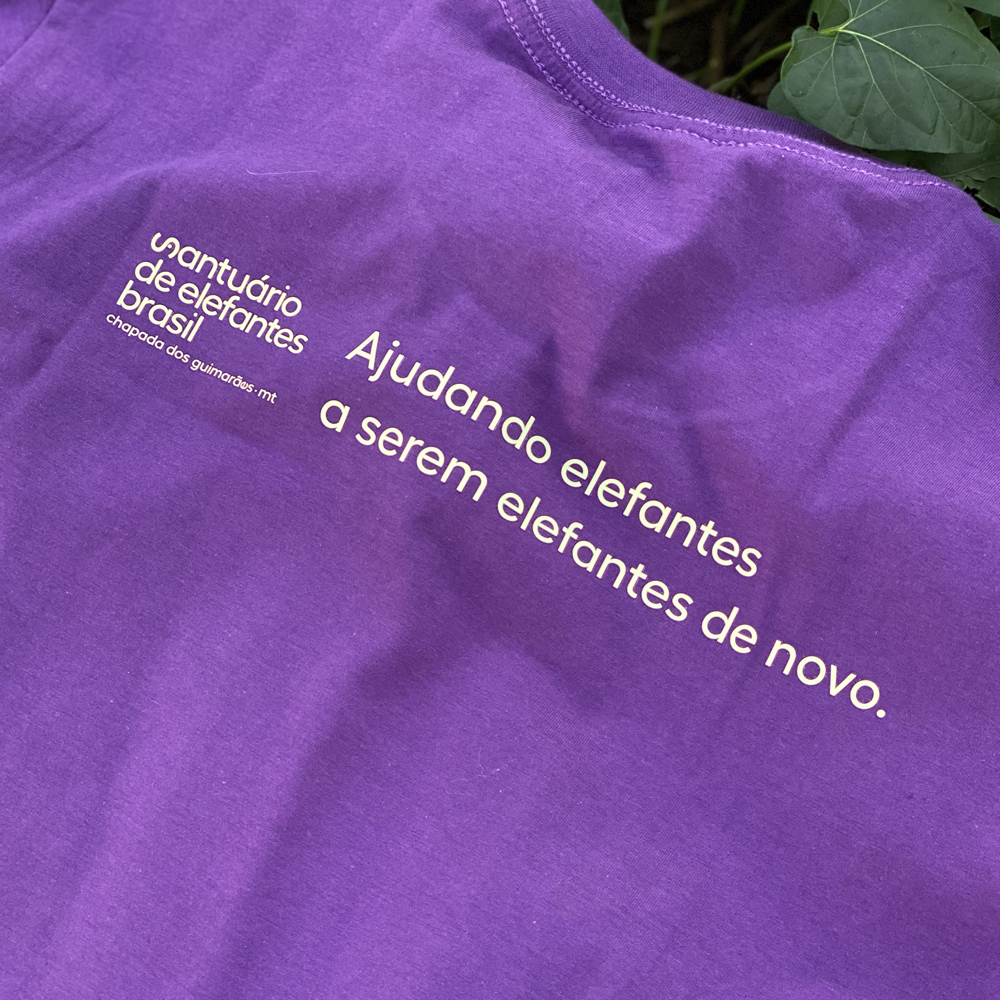 santuário
de elefantes
brasil
chapada dos guimarães · mt
Ajudando elefantes
a serem elefantes de novo.